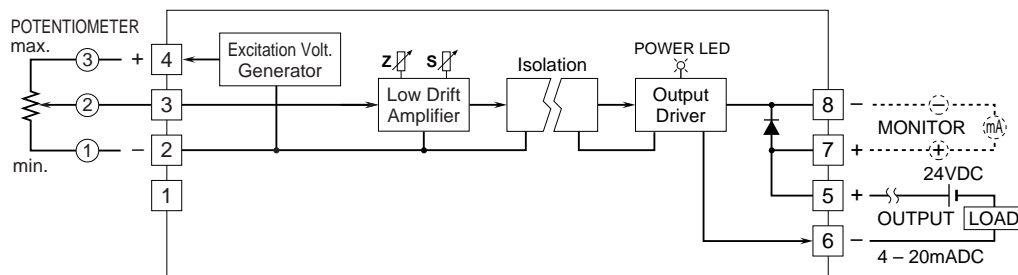 POTENTIOMETER
max.
3
+
4
Excitation Volt.
Generator
2
3
1
–
2
min.
1
Z
S
Low Drift
Amplifier
Isolation
POWER LED
Output
Driver
8
–
–
MONITOR
mA
7
+
+
24VDC
5
+
OUTPUT
LOAD
6
–
4 – 20mADC